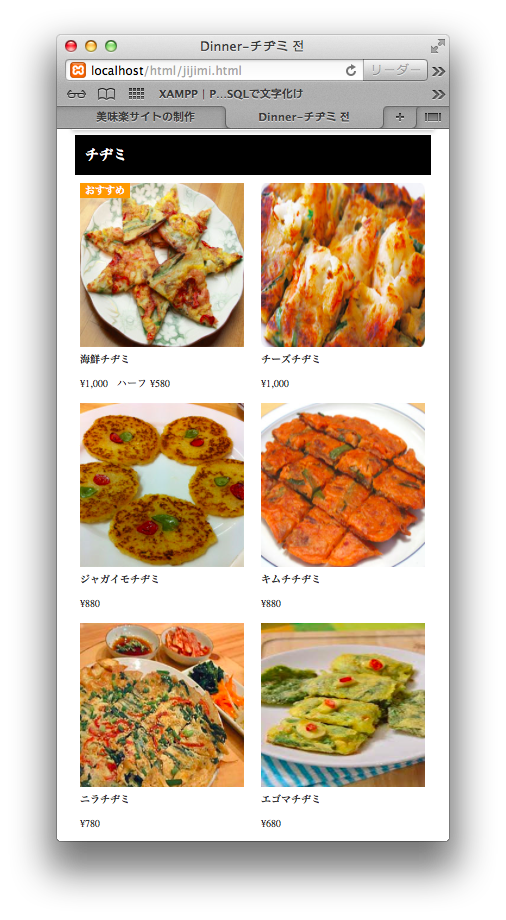 Dinner-チヂミ 전
localhost/html/jijimi.html
リーダー
XAMPP | P...SQLで文字化け
美味楽サイトの制作
Dinner-チヂミ 전
チヂミ
おすすめ
海鮮チヂミ
チーズチヂミ
¥1,000 ハーフ ¥580
¥1,000
ジャガイモチヂミ
キムチチヂミ
¥880
¥880
ニラチヂミ
エゴマチヂミ
¥780
¥680